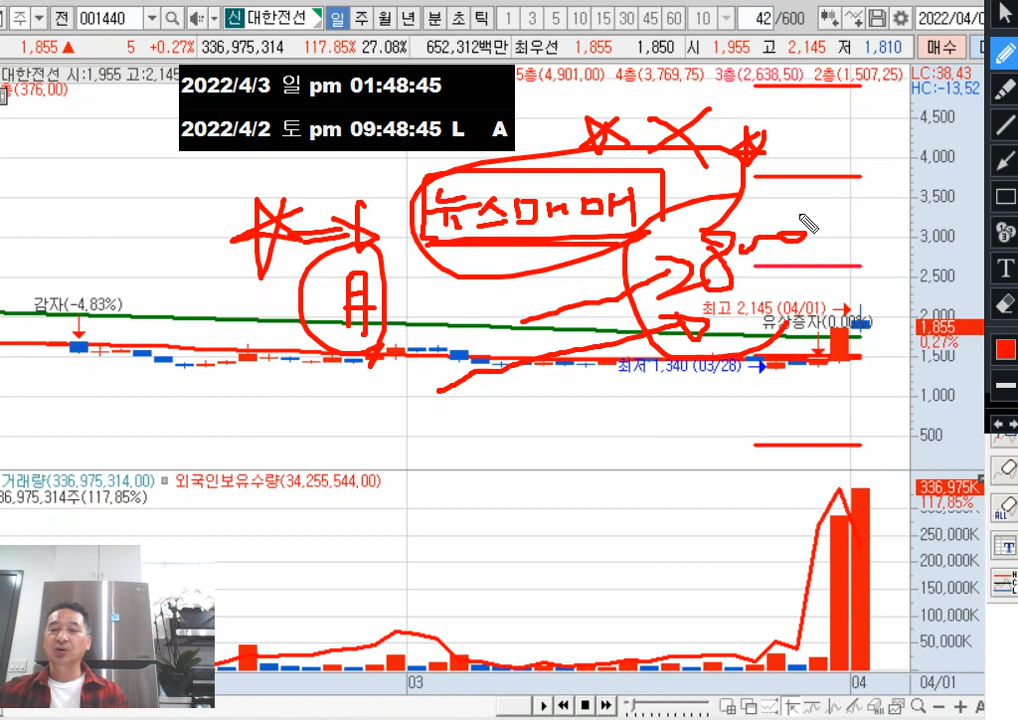 주 전 001440 신 대한전선 일 주 월 년 분 초 틱 1 3 5 10 15 30 45 60 10 42 /600 2022/04/0
1,855 ▲ 5 +0,27% 336,975,314 117.85% 27.08% 652,312백만 최우선 1,855 1,850 시 1,955 고 2,145 저 1,810 매수
대한전선 시:1,955 고:2,145 5층(4,901,00) 4층(3,769,75) 3층(2,638,50) 2층(1,507,25) LC:38,43
(376,00) HC:-13,52
2022/4/3 일 pm 01:48:45
2022/4/2 토 pm 09:48:45 L A
4,500
4,000
뉴스매매
3,500
3,000
2,500
20
감자(-4,83%)
최고 2,145 (04/01)
2,000
유상증자(0,00%)
1,855
0,27%
1,500
최저 1,340 (03/28)
1,000
500
거래량(336,975,314,00) 외국인보유수량(34,255,544,00)
36,975,314주(117,85%)
336,975K
117,85%
250,000K
200,000K
150,000K
100,000K
50,000K
03 04 04/01
T
ALL
T
A